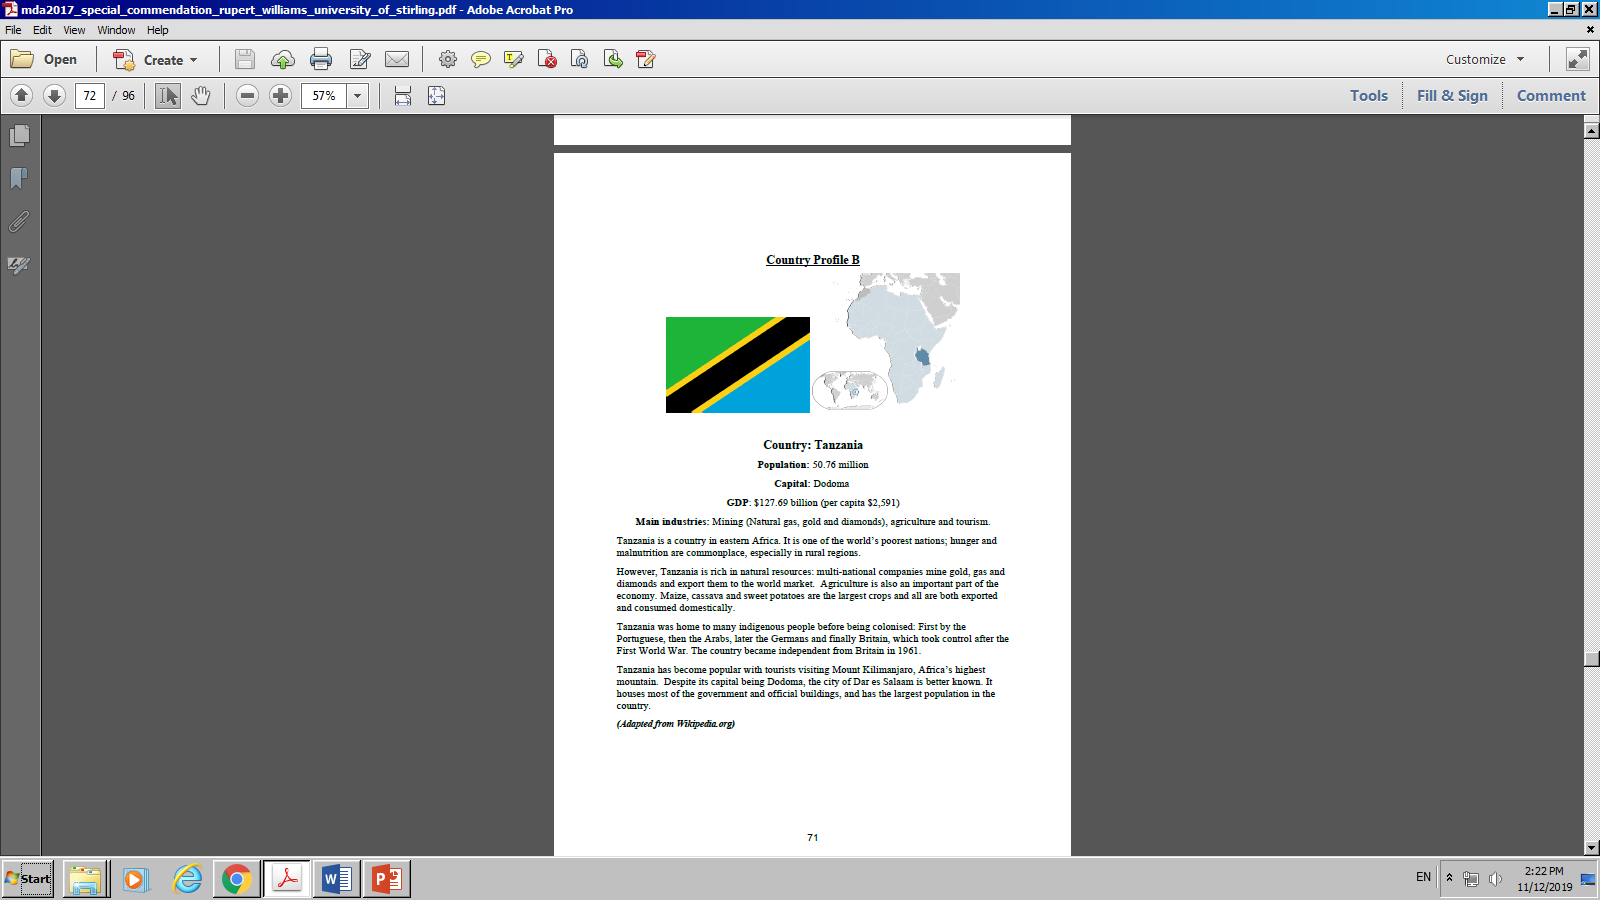 mda2017_special_commendation_rupert_williams_university_of_stirling.pdf - Adobe Acrobat Pro
File Edit View Window Help
Open Create Customize
72 / 96 57% Tools Fill & Sign Comment
Country Profile B
Country: Tanzania
Population: 50.76 million
Capital: Dodoma
GDP: $127.69 billion (per capita $2,591)
Main industries: Mining (Natural gas, gold and diamonds), agriculture and tourism.
Tanzania is a country in eastern Africa. It is one of the world's poorest nations; hunger and
malnutrition are commonplace, especially in rural regions.
However, Tanzania is rich in natural resources: multi-national companies mine gold, gas and
diamonds and export them to the world market. Agriculture is also an important part of the
economy. Maize, cassava and sweet potatoes are the largest crops and all are both exported
and consumed domestically.
Tanzania was home to many indigenous people before being colonised: First by the
Portuguese, then the Arabs, later the Germans and finally Britain, which took control after the
First World War. The country became independent from Britain in 1961.
Tanzania has become popular with tourists visiting Mount Kilimanjaro, Africa's highest
mountain. Despite its capital being Dodoma, the city of Dar es Salaam is better known. It
houses most of the government and official buildings, and has the largest population in the
country.
(Adapted from Wikipedia.org)
71
Start EN 2:22 PM
11/12/2019